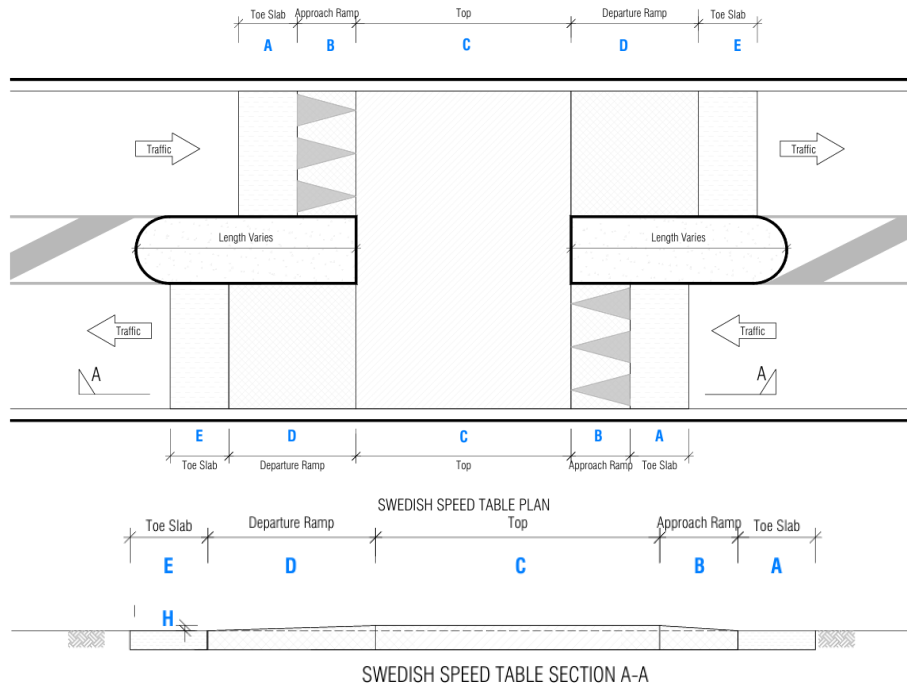 Toe Slab Approach Ramp Top Departure Ramp Toe Slab
A B C D E
Traffic Traffic
Length Varies Length Varies
Traffic Traffic
A A
E D C B A
Toe Slab Departure Ramp Top Approach Ramp Toe Slab
SWEDISH SPEED TABLE PLAN
Toe Slab Departure Ramp Top Approach Ramp Toe Slab
E D C B A
H
SWEDISH SPEED TABLE SECTION A-A